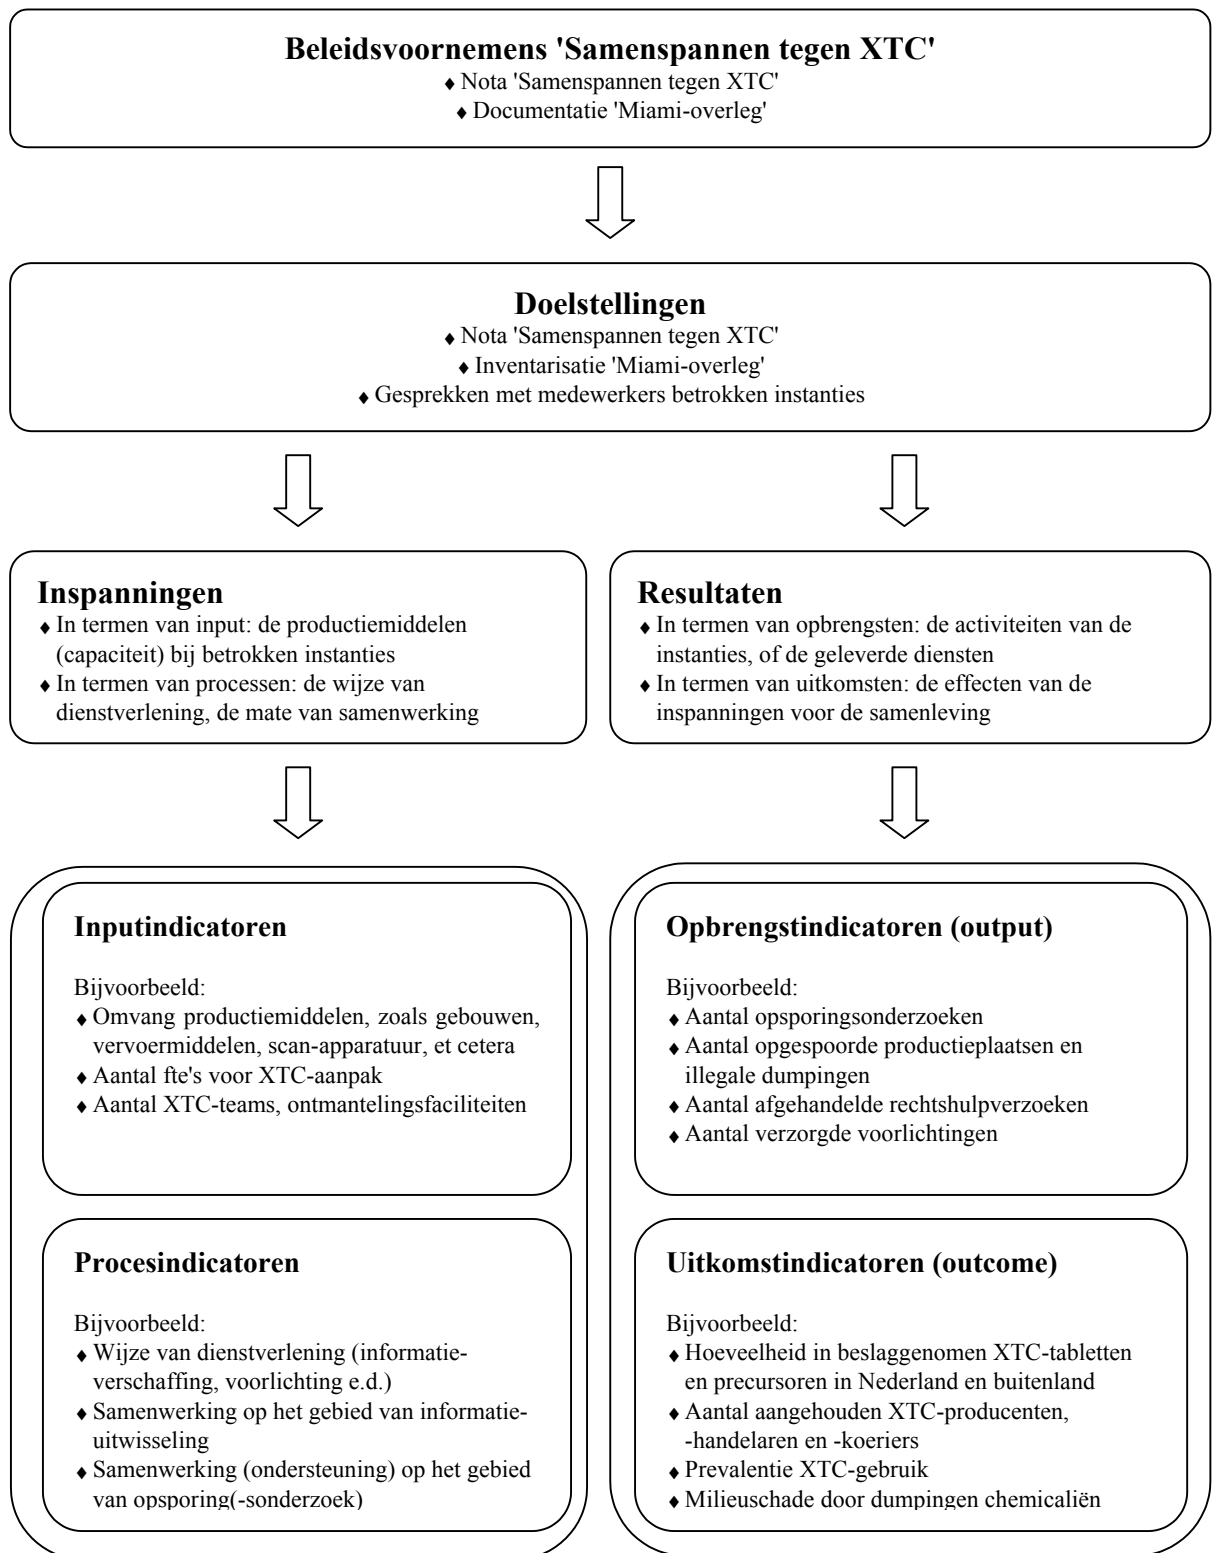 Beleidsvoornemens 'Samenspannen tegen XTC'
♦ Nota 'Samenspannen tegen XTC'
♦ Documentatie 'Miami-overleg'
Doelstellingen
♦ Nota 'Samenspannen tegen XTC'
♦ Inventarisatie 'Miami-overleg'
♦ Gesprekken met medewerkers betrokken instanties
Inspanningen
♦ In termen van input: de productiemiddelen
(capaciteit) bij betrokken instanties
♦ In termen van processen: de wijze van
dienstverlening, de mate van samenwerking
Resultaten
♦ In termen van opbrengsten: de activiteiten van de
instanties, of de geleverde diensten
♦ In termen van uitkomsten: de effecten van de
inspanningen voor de samenleving
Inputindicatoren
Bijvoorbeeld:
♦ Omvang productiemiddelen, zoals gebouwen,
vervoermiddelen, scan-apparatuur, et cetera
♦ Aantal fte's voor XTC-aanpak
♦ Aantal XTC-teams, ontmantelingsfaciliteiten
Opbrengstindicatoren (output)
Bijvoorbeeld:
♦ Aantal opsporingsonderzoeken
♦ Aantal opgespoorde productieplaatsen en
illegale dumpingen
♦ Aantal afgehandelde rechtshulpverzoeken
♦ Aantal verzorgde voorlichtingen
Procesindicatoren
Bijvoorbeeld:
♦ Wijze van dienstverlening (informatie-
verschaffing, voorlichting e.d.)
♦ Samenwerking op het gebied van informatie-
uitwisseling
♦ Samenwerking (ondersteuning) op het gebied
van opsporing(-sonderzoek)
Uitkomstindicatoren (outcome)
Bijvoorbeeld:
♦ Hoeveelheid in beslaggenomen XTC-tabletten
en precursoren in Nederland en buitenland
♦ Aantal aangehouden XTC-producenten,
-handelaren en -koeriers
♦ Prevalentie XTC-gebruik
♦ Milieuschade door dumpingen chemicaliën